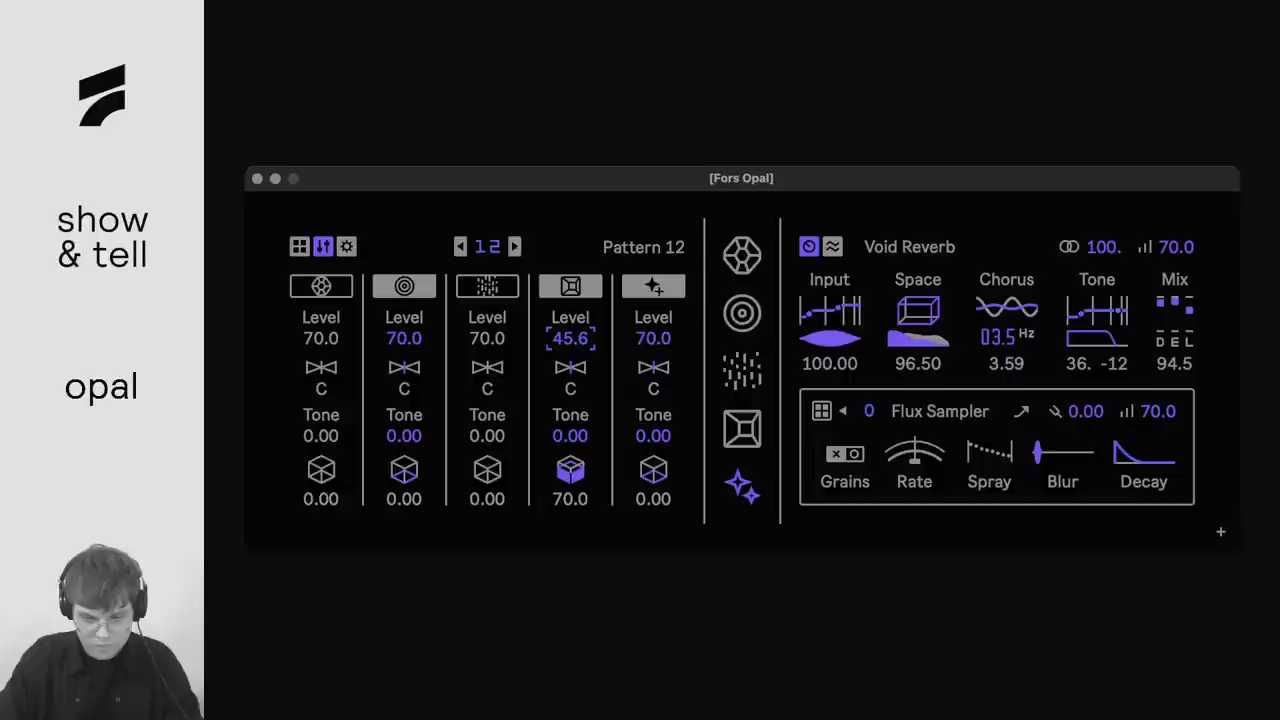 show
& tell
opal
[Fors Opal]
12 Pattern 12
Level Level Level Level Level
70.0 70.0 70.0 45.6 70.0
C C C C C
Tone Tone Tone Tone Tone
0.00 0.00 0.00 0.00 0.00
0.00 0.00 0.00 70.0 0.00
Void Reverb 100. 70.0
Input Space Chorus Tone Mix
03.5 Hz D E L
100.00 96.50 3.59 36. -12 94.5
0 Flux Sampler 0.00 70.0
Grains Rate Spray Blur Decay